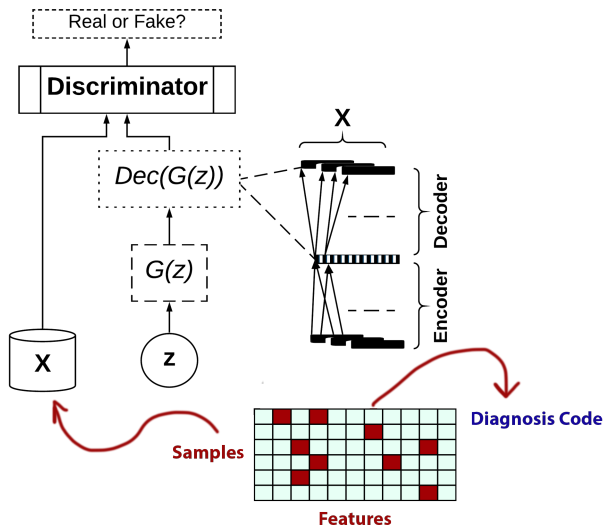 Real or Fake?
Discriminator
X
Dec(G(z))
Decoder
G(z)
Encoder
X
z
Diagnosis Code
Samples
Features